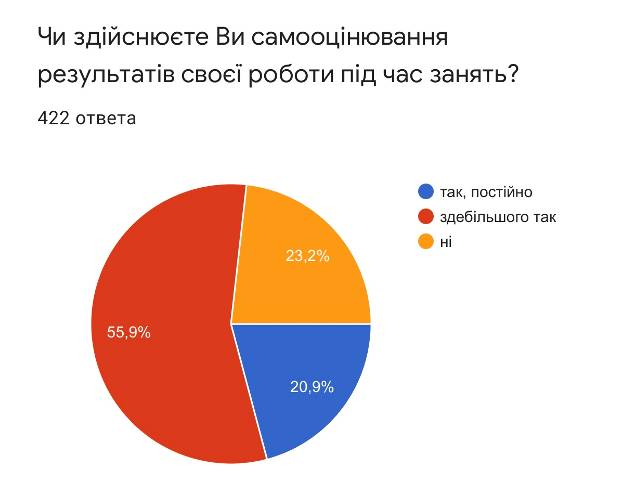 Чи здійснюєте Ви самооцінювання
результатів своєї роботи під час занять?
422 ответа
так, постійно
здебільшого так
ні
23,2%
55,9%
20,9%